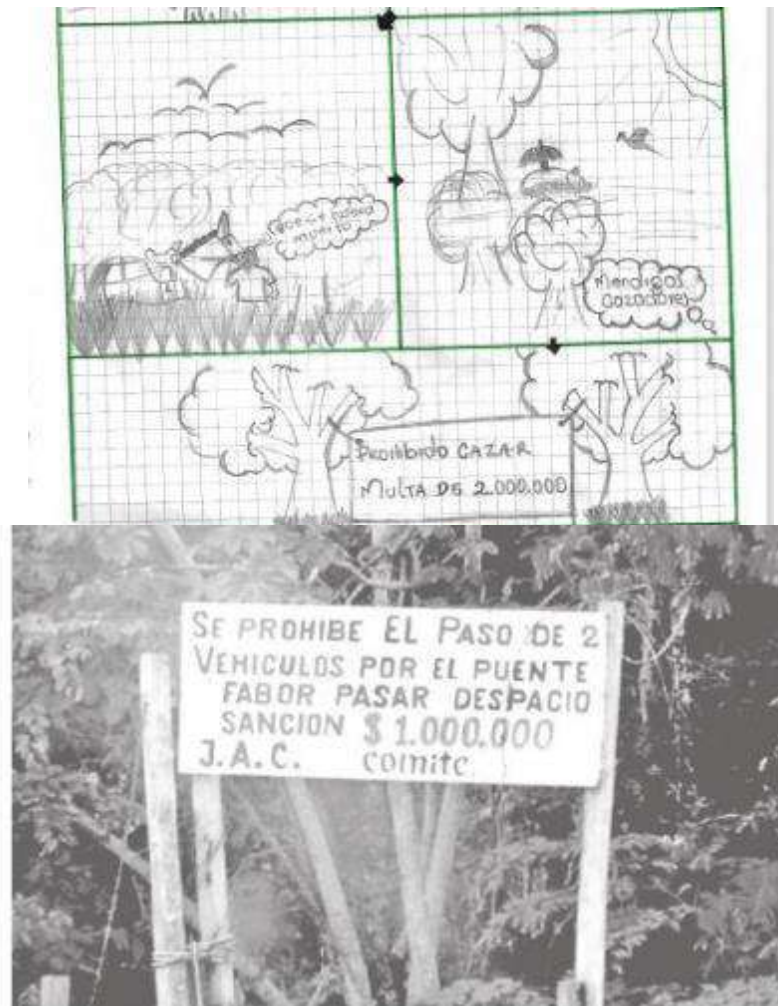 Mendigos
cazadores
Prohibido CAZAR
MULTA DE 2.000.000
SE PROHIBE EL PASO DE 2
VEHICULOS POR EL PUENTE
FABOR PASAR DESPACIO
SANCION $ 1.000.000
J.A.C. comite